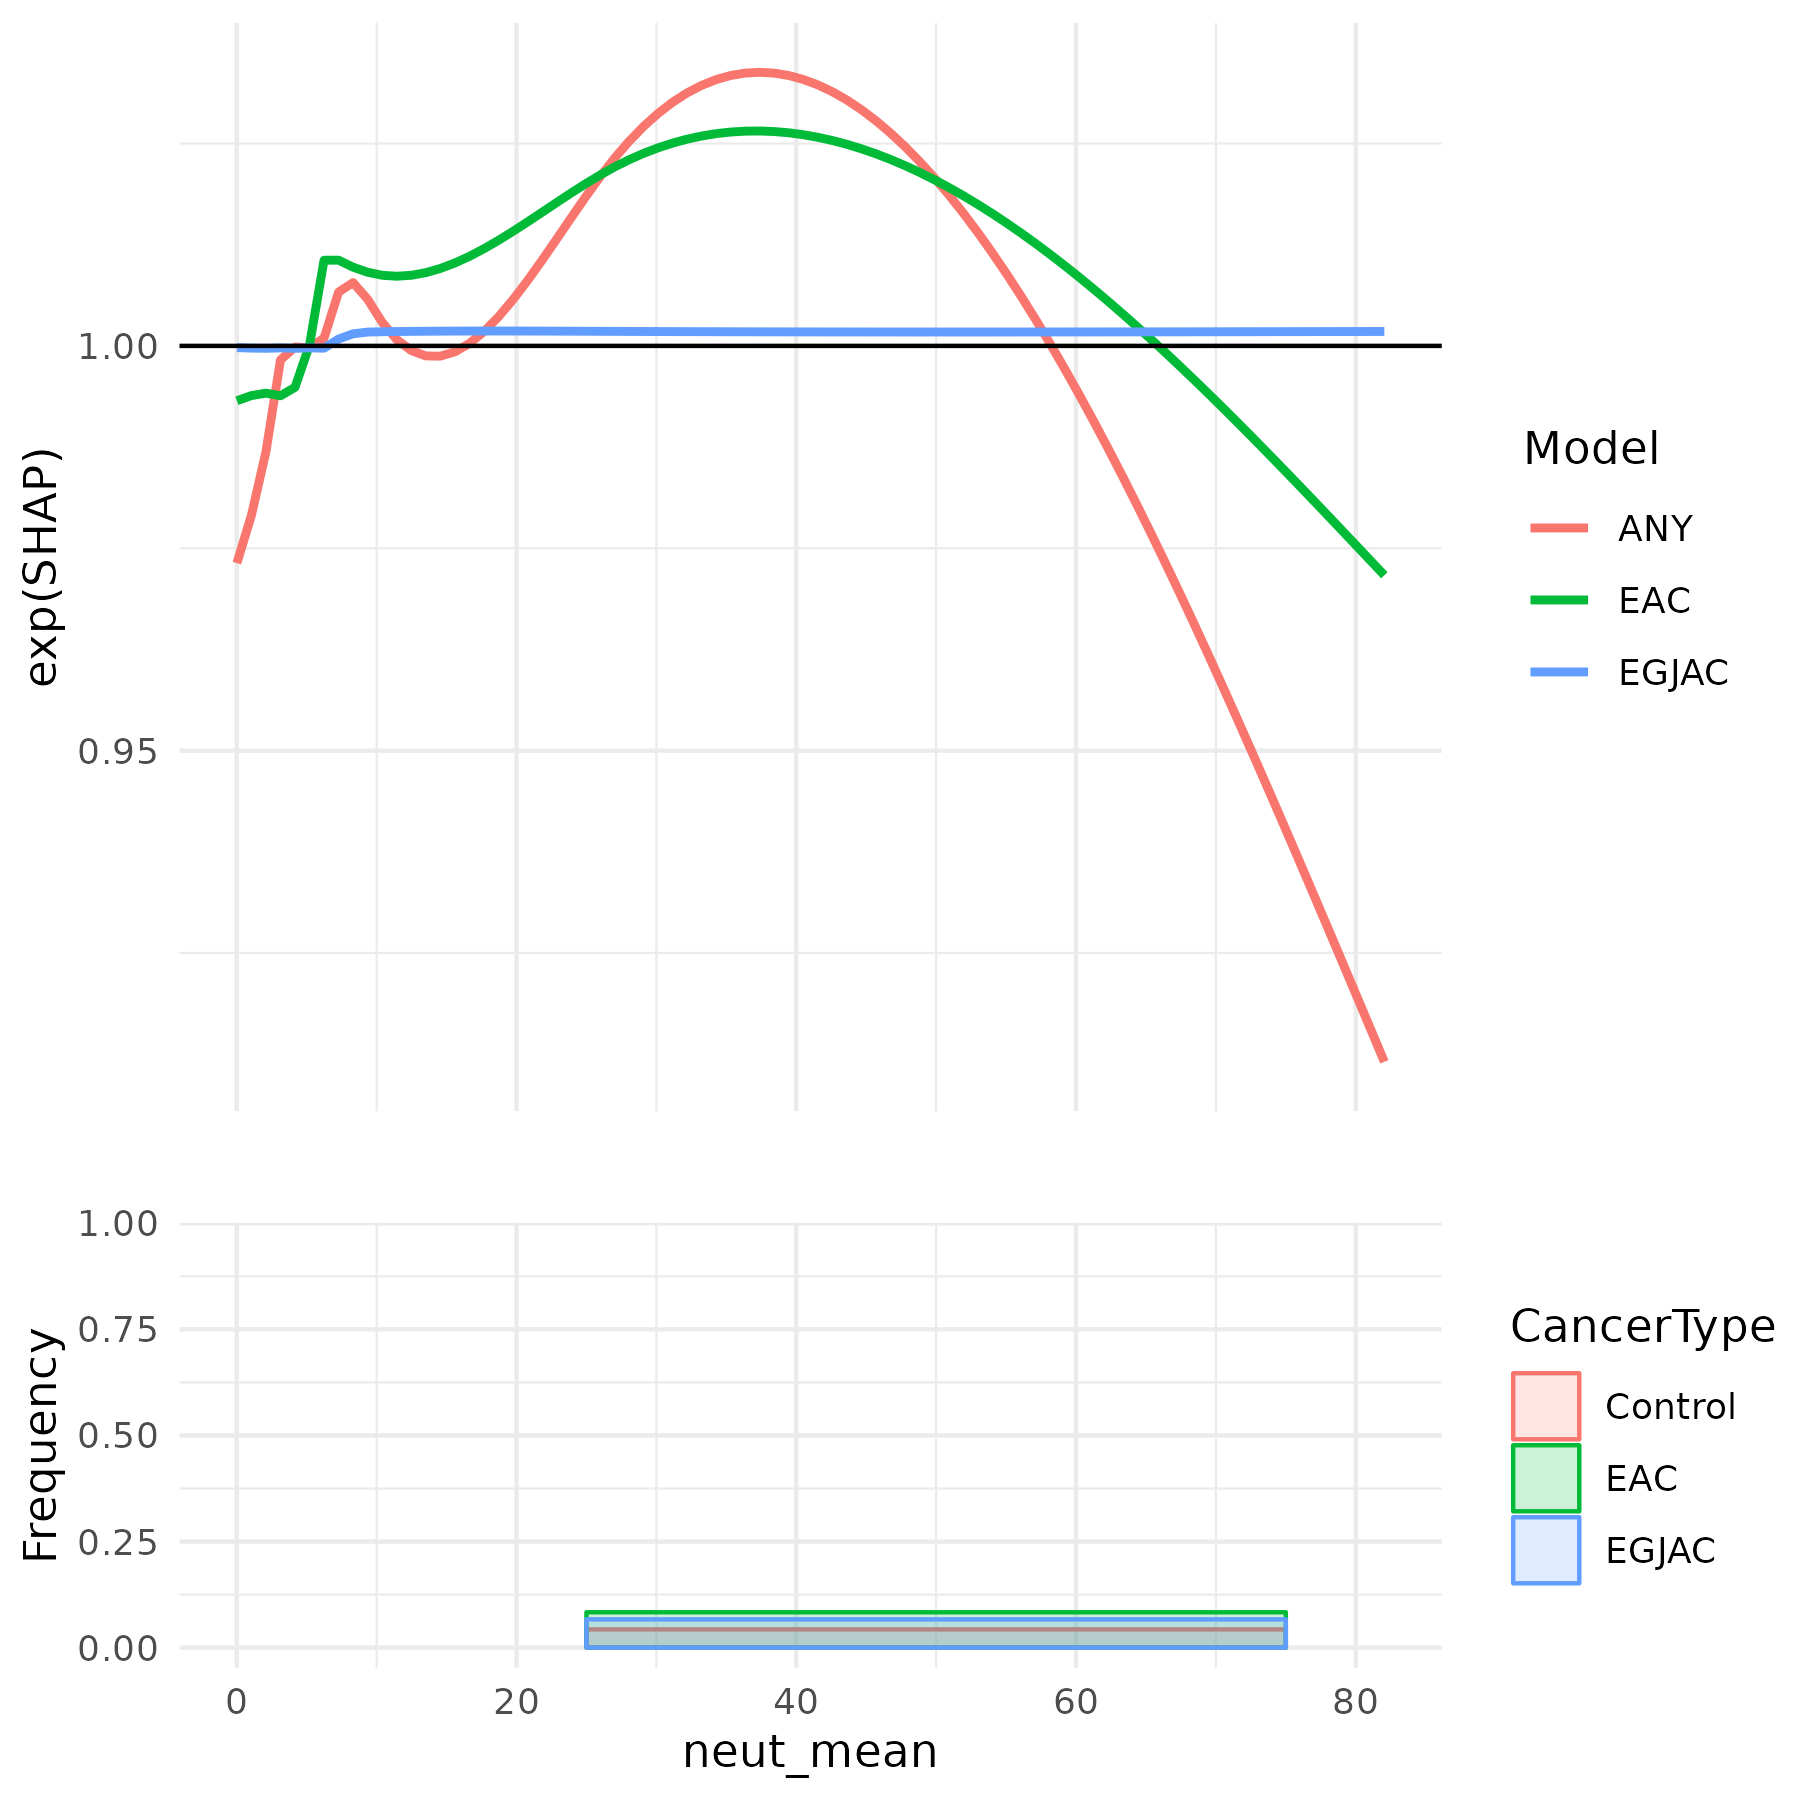 exp(SHAP)
1.00
0.95
Model
ANY
EAC
EGJAC
Frequency
1.00
0.75
0.50
0.25
0.00
0
20
40
60
80
neut_mean
CancerType
Control
EAC
EGJAC